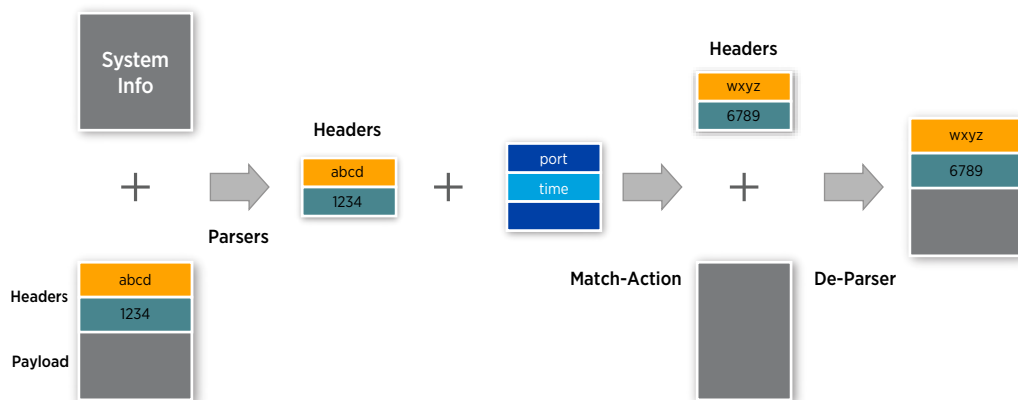 System
Info
Headers
abcd
1234
Parsers
Headers
abcd
1234
Payload
port
time
Match-Action
Headers
wxyz
6789
De-Parser
wxyz
6789